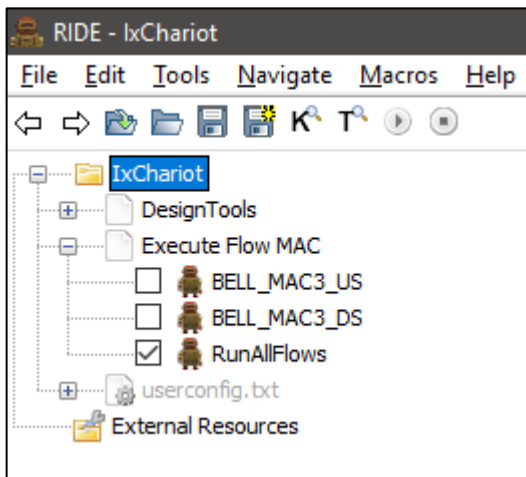 RIDE - IxChariot
File Edit Tools Navigate Macros Help
K T
IxChariot
DesignTools
Execute Flow MAC
BELL_MAC3_US
BELL_MAC3_DS
RunAllFlows
userconfig.txt
External Resources